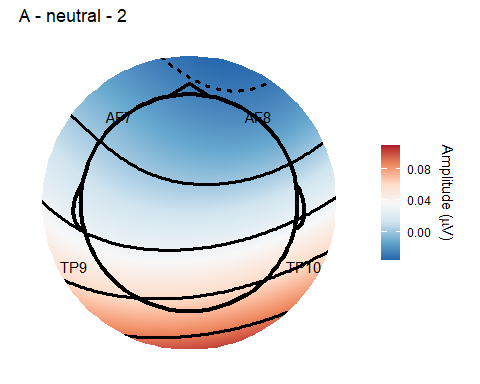 A - neutral - 2
AF7
AF8
TP9
TP10
0.08
0.04
0.00
Amplitude (µV)